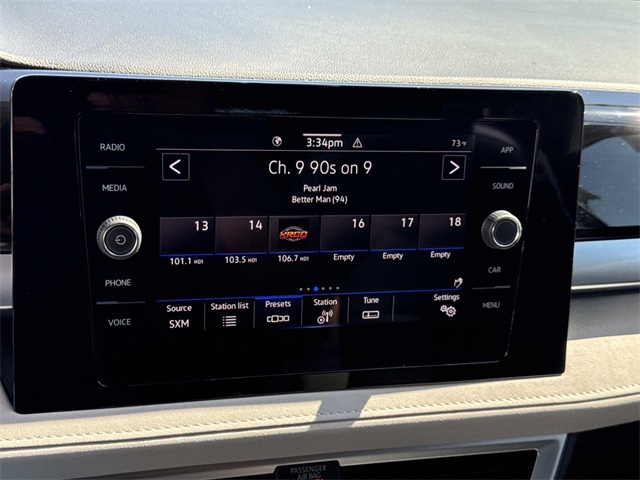 RADIO
MEDIA
PHONE
VOICE
3:34pm
73°F
Ch. 9 90s on 9
Pearl Jam
Better Man (94)
13
14
16
17
18
101.1 HD1
103.5 HD1
106.7 HD1
Empty
Empty
Empty
Source
SXM
Station list
Presets
Station
Tune
Settings
APP
SOUND
CAR
MENU
PASSENGER
AIR BAG